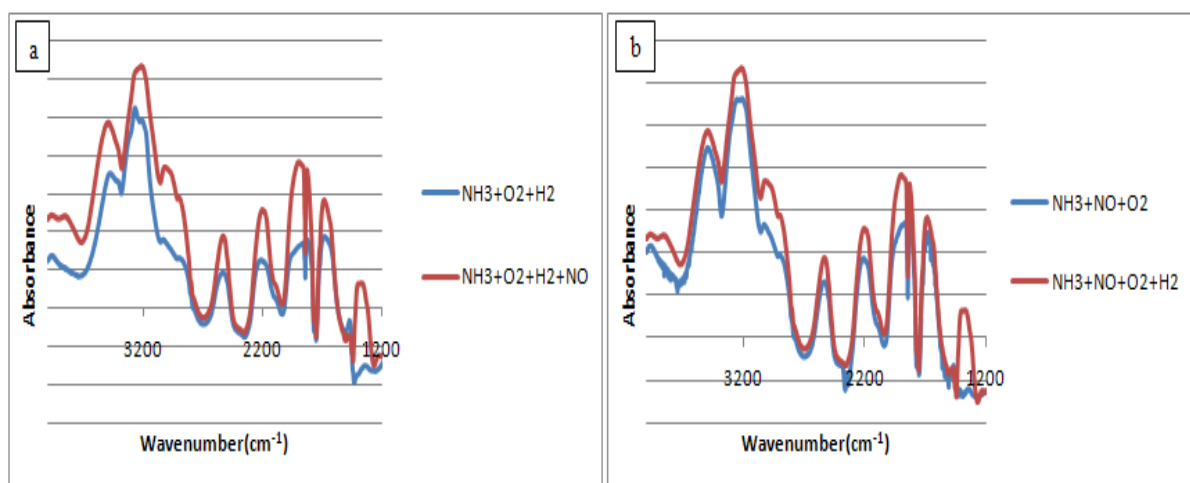 a
Absorbance
3200
2200
1200
Wavenumber(cm⁻¹)
NH3+O2+H2
NH3+O2+H2+NO
b
Absorbance
3200
2200
1200
Wavenumber(cm⁻¹)
NH3+NO+O2
NH3+NO+O2+H2